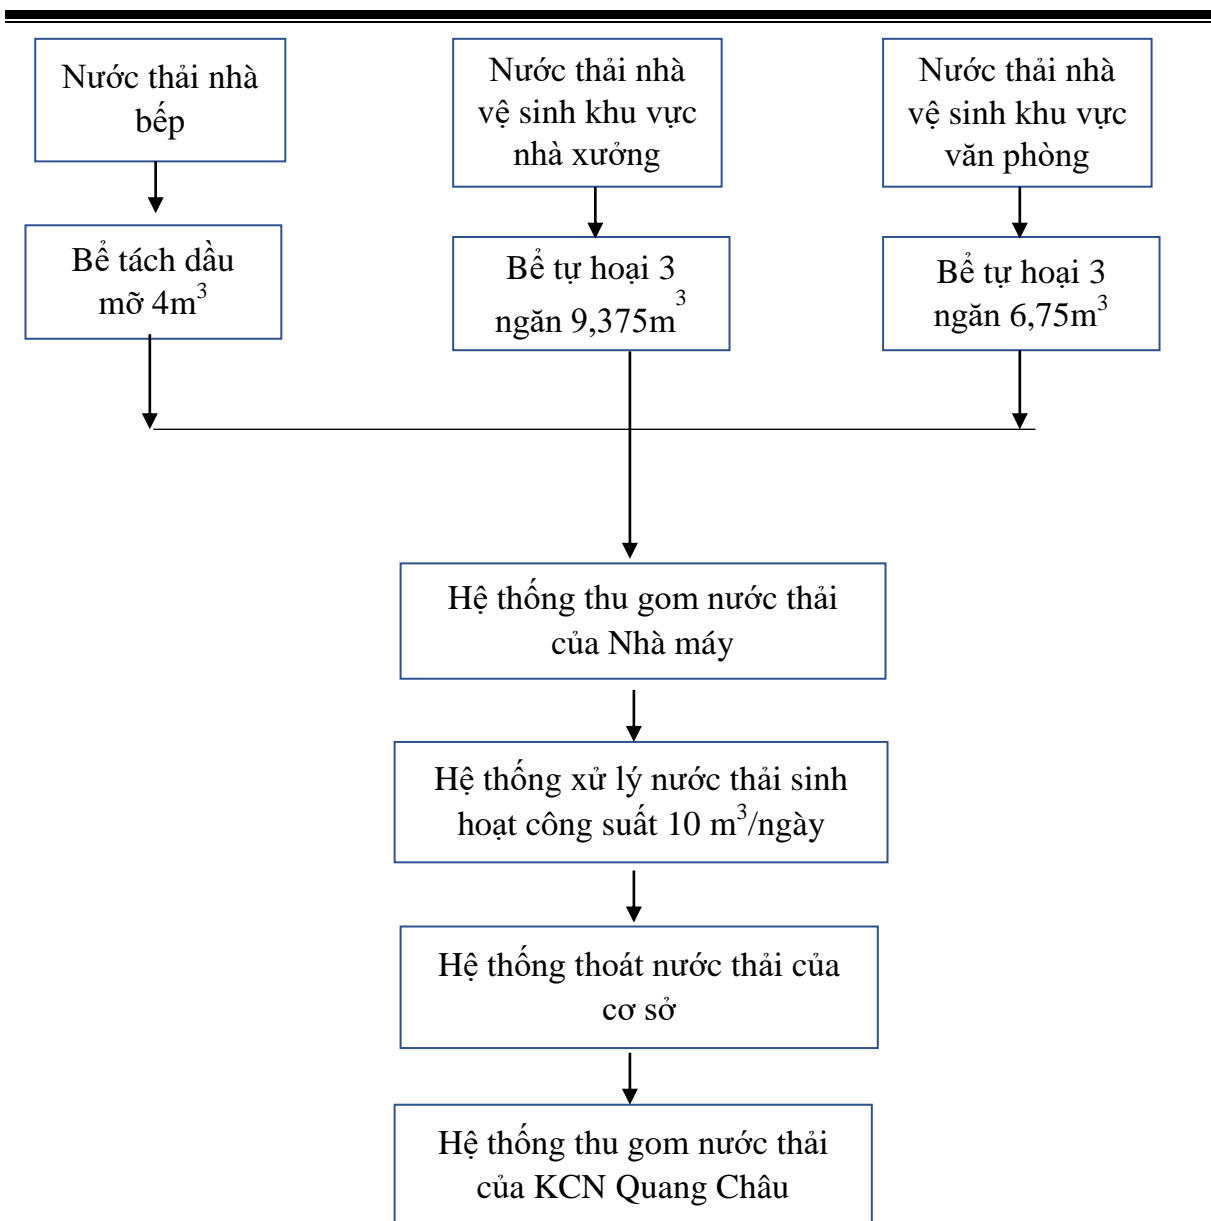 Nước thải nhà
bếp
Nước thải nhà
vệ sinh khu vực
nhà xưởng
Nước thải nhà
vệ sinh khu vực
văn phòng
Bể tách dầu
mỡ 4m³
Bể tự hoại 3
ngăn 9,375m³
Bể tự hoại 3
ngăn 6,75m³
Hệ thống thu gom nước thải
của Nhà máy
Hệ thống xử lý nước thải sinh
hoạt công suất 10 m³/ngày
Hệ thống thoát nước thải của
cơ sở
Hệ thống thu gom nước thải
của KCN Quang Châu